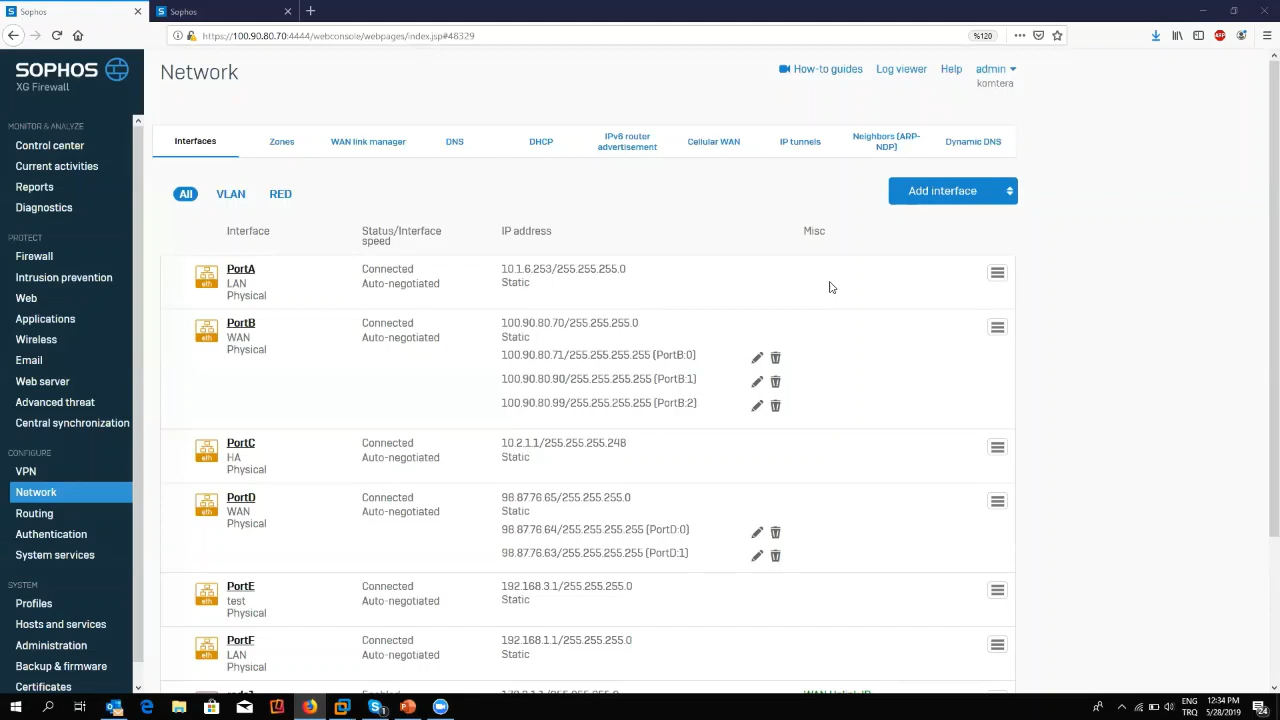 Sophos
Sophos
https://100.90.80.70:4444/webconsole/webpages/index.jsp#48329
%120
SOPHOS
XG Firewall
Network
How-to guides
Log viewer
Help
admin
komtera
MONITOR & ANALYZE
Control center
Current activities
Reports
Diagnostics
PROTECT
Firewall
Intrusion prevention
Web
Applications
Wireless
Email
Web server
Advanced threat
Central synchronization
CONFIGURE
VPN
Network
Routing
Authentication
System services
SYSTEM
Profiles
Hosts and services
Administration
Backup & firmware
Certificates
Interfaces
Zones
WAN link manager
DNS
DHCP
IPv6 router
advertisement
Cellular WAN
IP tunnels
Neighbors (ARP-
NDP)
Dynamic DNS
All
VLAN
RED
Add interface
Interface
Status/Interface
speed
IP address
Misc
eth
PortA
LAN
Physical
Connected
Auto-negotiated
10.1.6.253/255.255.255.0
Static
eth
PortB
WAN
Physical
Connected
Auto-negotiated
100.90.80.70/255.255.255.0
Static
100.90.80.71/255.255.255.255 (PortB:0)
100.90.80.90/255.255.255.255 (PortB:1)
100.90.80.99/255.255.255.255 (PortB:2)
eth
PortC
HA
Physical
Connected
Auto-negotiated
10.2.1.1/255.255.255.248
Static
eth
PortD
WAN
Physical
Connected
Auto-negotiated
98.87.76.65/255.255.255.0
Static
98.87.76.64/255.255.255.255 (PortD:0)
98.87.76.63/255.255.255.255 (PortD:1)
eth
PortE
test
Physical
Connected
Auto-negotiated
192.168.3.1/255.255.255.0
Static
eth
PortF
LAN
Physical
Connected
Auto-negotiated
192.168.1.1/255.255.255.0
Static
ENG
TRQ
12:34 PM
5/28/2019
24